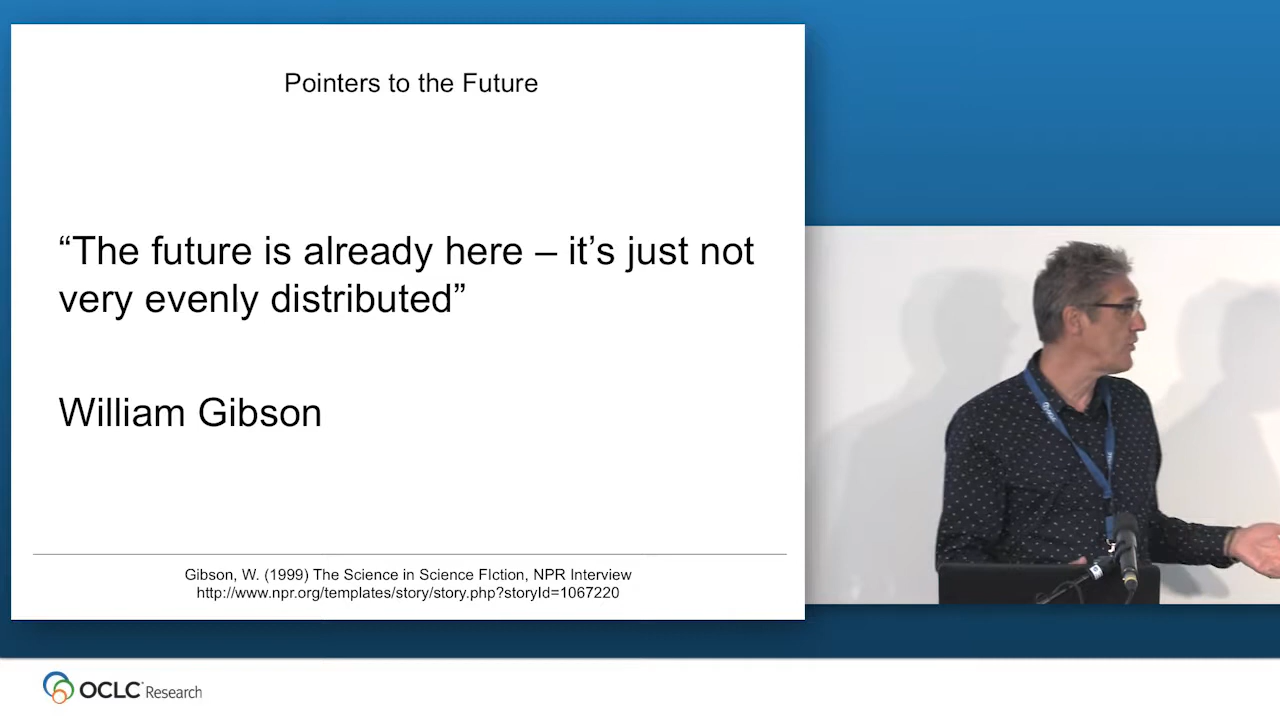 Pointers to the Future
“The future is already here – it’s just not
very evenly distributed”
William Gibson
Gibson, W. (1999) The Science in Science FIction, NPR Interview
http://www.npr.org/templates/story/story.php?storyId=1067220
OCLC Research